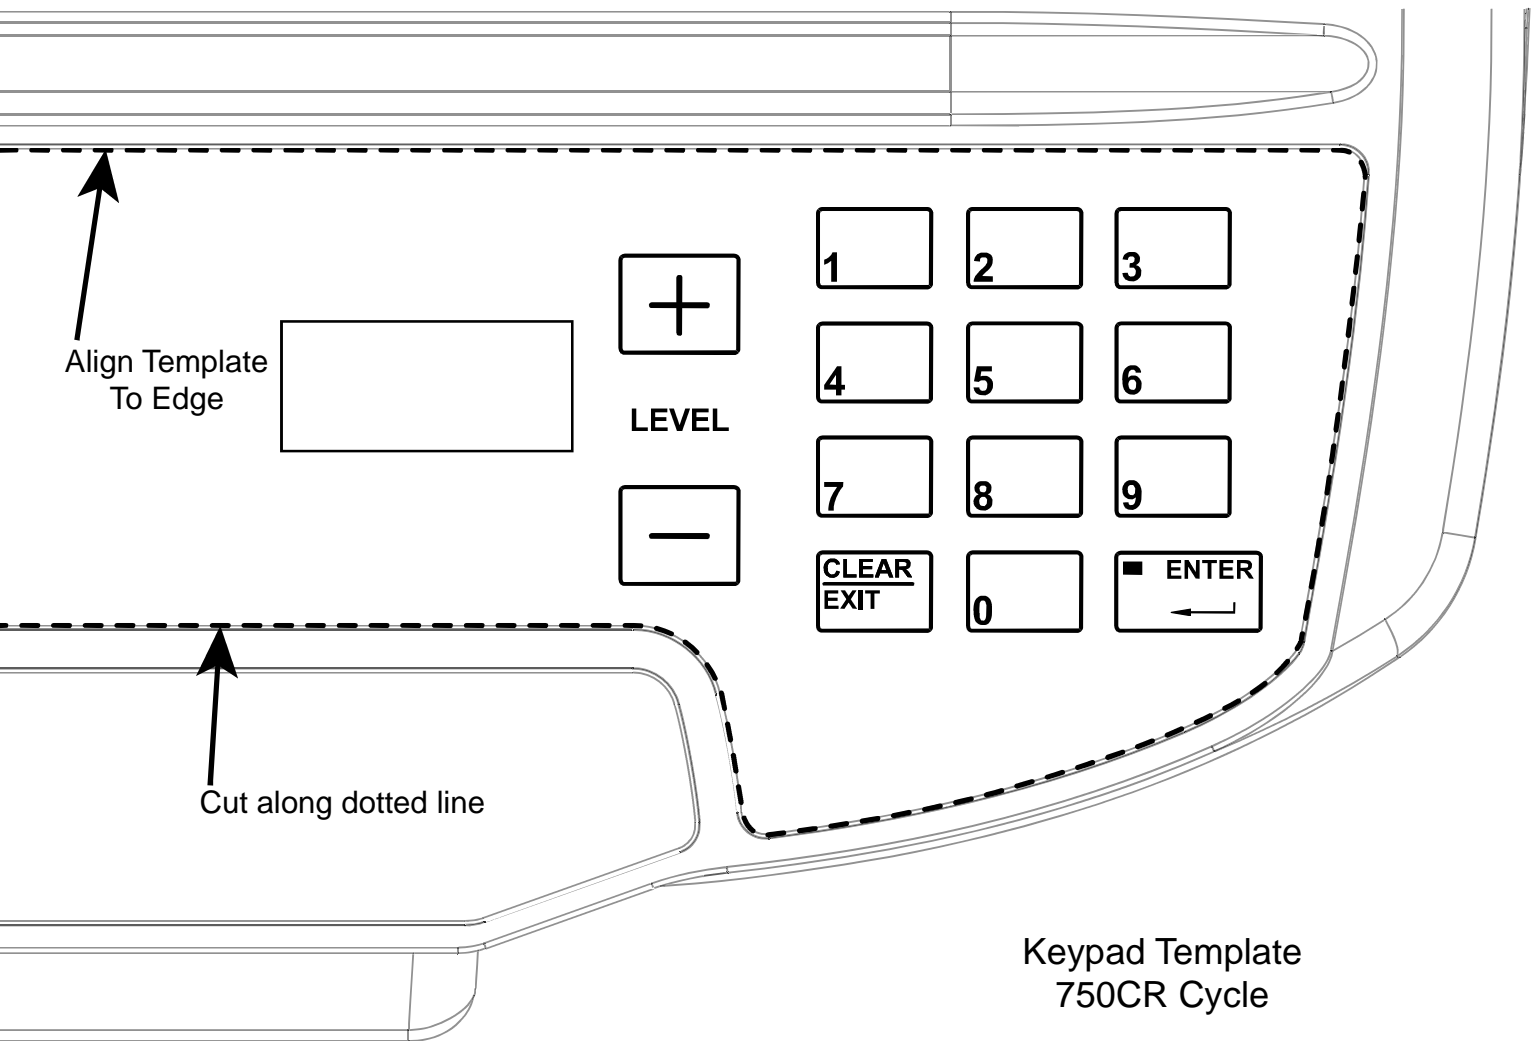 1
2
3
Align Template
To Edge
4
5
6
LEVEL
7
8
9
CLEAR
EXIT
0
ENTER
Cut along dotted line
Keypad Template
750CR Cycle